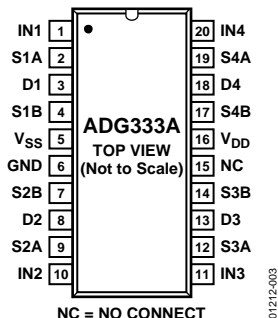 IN1 1
20 IN4
S1A 2
19 S4A
D1 3
18 D4
S1B 4
17 S4B
VSS 5
16 VDD
GND 6
15 NC
S2B 7
14 S3B
D2 8
13 D3
S2A 9
12 S3A
IN2 10
11 IN3
ADG333A
TOP VIEW
(Not to Scale)
NC = NO CONNECT
01212-003